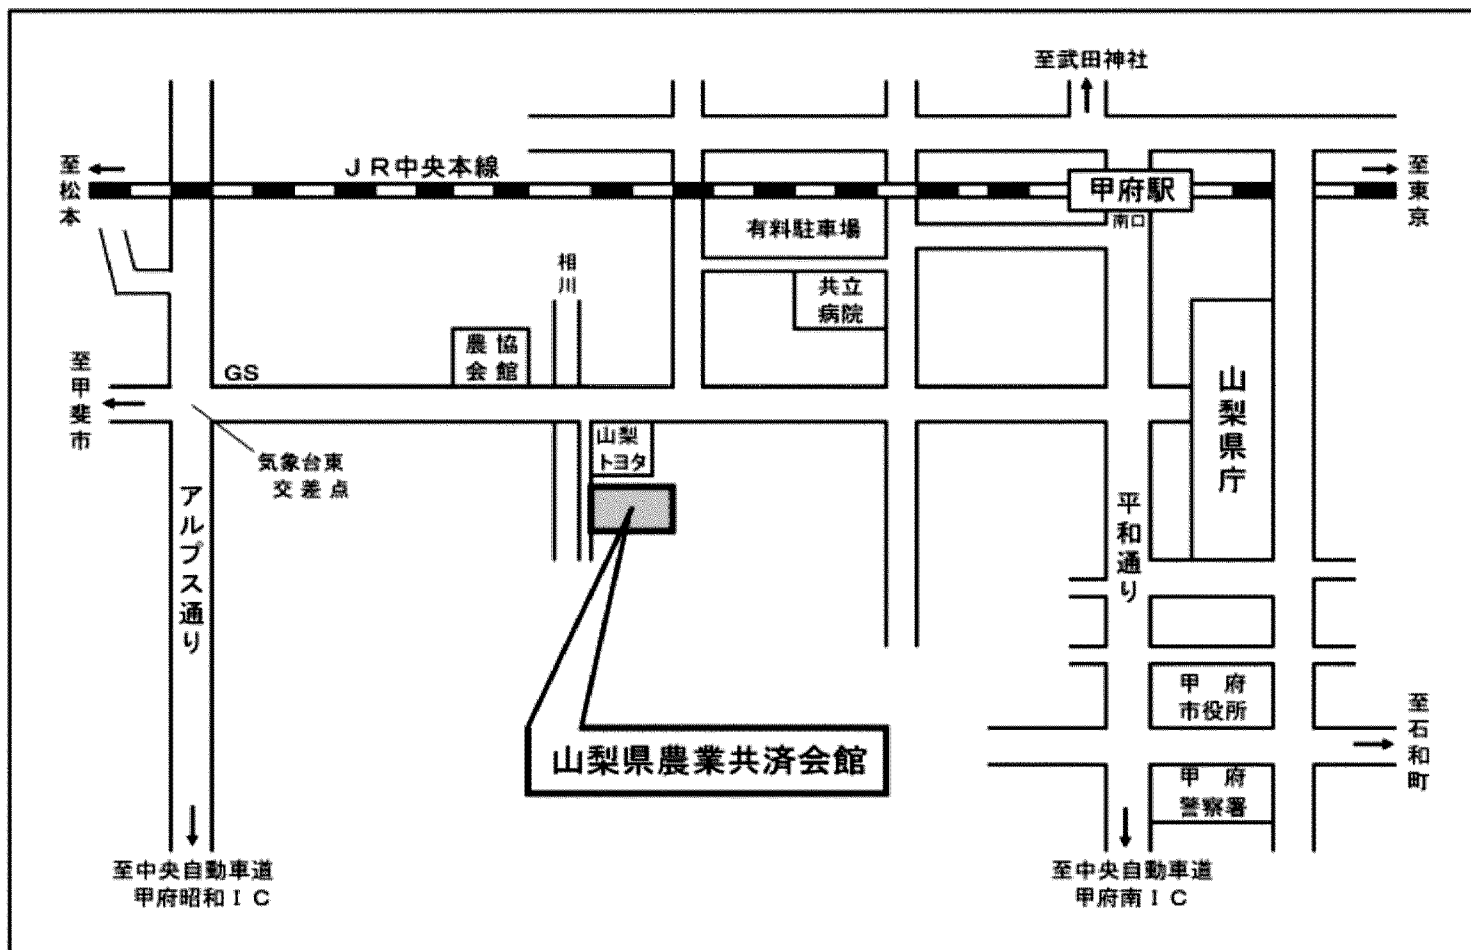 至武田神社
至松本
JR中央本線
甲府駅
南口
至東京
有料駐車場
相川
共立
病院
農協
会館
至甲斐市
GS
山梨県庁
山梨
トヨタ
気象台東
交差点
アルプス通り
平和通り
甲府
市役所
至石和町
山梨県農業共済会館
甲府
警察署
至中央自動車道
甲府昭和IC
至中央自動車道
甲府南IC